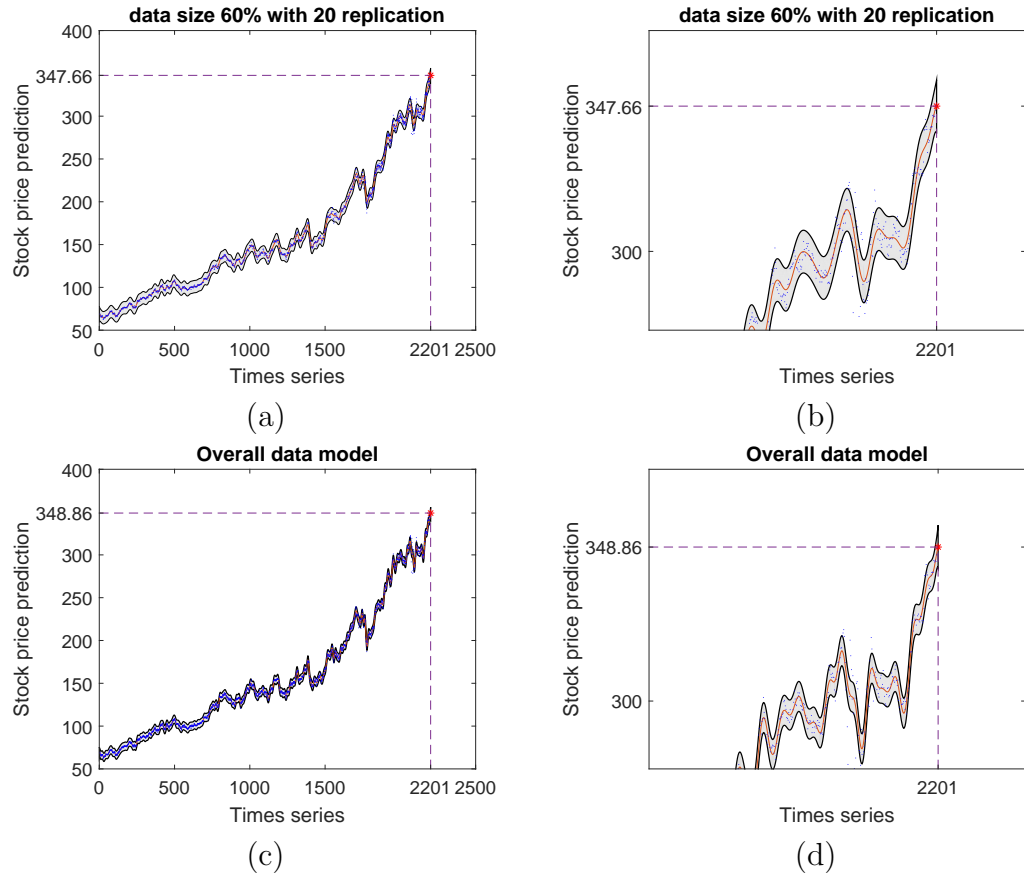 data size 60% with 20 replication
400
347.66
300
250
200
150
100
50
Stock price prediction
0 500 1000 1500 2201 2500
Times series
(a)
data size 60% with 20 replication
347.66
300
Stock price prediction
2201
Times series
(b)
Overall data model
400
348.86
300
250
200
150
100
50
Stock price prediction
0 500 1000 1500 2201 2500
Times series
(c)
Overall data model
348.86
300
Stock price prediction
2201
Times series
(d)